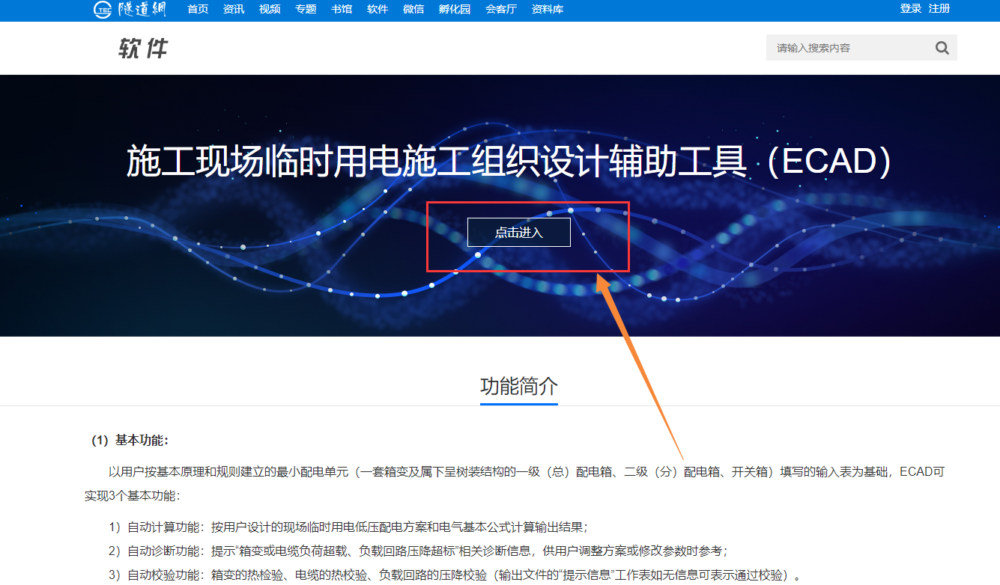 STEC 隧道網 首页 资讯 视频 专题 书馆 软件 微信 孵化园 会客厅 资料库 登录 注册
软件
请输入搜索内容
施工现场临时用电施工组织设计辅助工具（ECAD）
点击进入
功能简介
（1）基本功能：
以用户按基本原理和规则建立的最小配电单元（一套箱变及属下呈树装结构的一级（总）配电箱、二级（分）配电箱、开关箱）填写的输入表为基础，ECAD可
实现3个基本功能：
1）自动计算功能：按用户设计的现场临时用电低压配电方案和电气基本公式计算输出结果；
2）自动诊断功能：提示“箱变或电缆负荷超载、负载回路压降超标”相关诊断信息，供用户调整方案或修改参数时参考；
3）自动校验功能：箱变的热检验、电缆的热校验、负载回路的压降校验（输出文件的“提示信息”工作表如无信息可表示通过校验）。